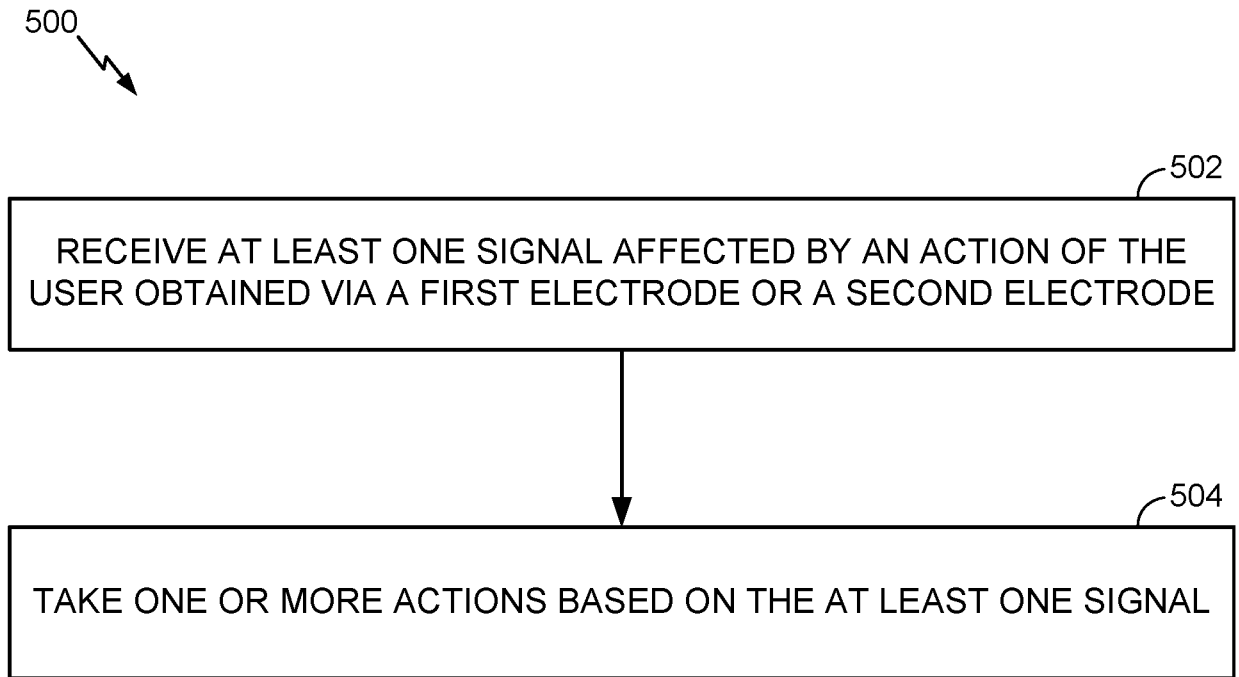 500
502
RECEIVE AT LEAST ONE SIGNAL AFFECTED BY AN ACTION OF THE
USER OBTAINED VIA A FIRST ELECTRODE OR A SECOND ELECTRODE
504
TAKE ONE OR MORE ACTIONS BASED ON THE AT LEAST ONE SIGNAL